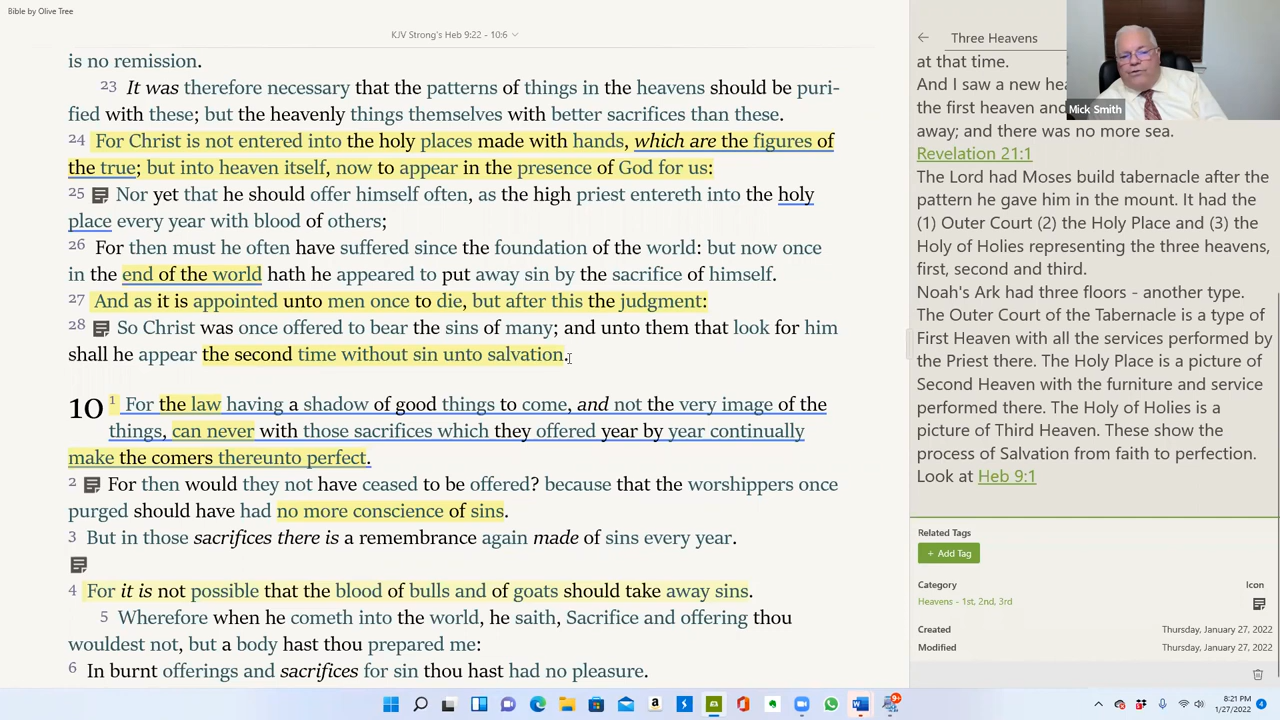 Bible by Olive Tree
KJV Strong's Heb 9:22 - 10:6
is no remission.
23 It was therefore necessary that the patterns of things in the heavens should be puri-
fied with these; but the heavenly things themselves with better sacrifices than these.
24 For Christ is not entered into the holy places made with hands, which are the figures of
the true; but into heaven itself, now to appear in the presence of God for us:
25 Nor yet that he should offer himself often, as the high priest entereth into the holy
place every year with blood of others;
26 For then must he often have suffered since the foundation of the world: but now once
in the end of the world hath he appeared to put away sin by the sacrifice of himself.
27 And as it is appointed unto men once to die, but after this the judgment:
28 So Christ was once offered to bear the sins of many; and unto them that look for him
shall he appear the second time without sin unto salvation.
10 1 For the law having a shadow of good things to come, and not the very image of the
things, can never with those sacrifices which they offered year by year continually
make the comers thereunto perfect.
2 For then would they not have ceased to be offered? because that the worshippers once
purged should have had no more conscience of sins.
3 But in those sacrifices there is a remembrance again made of sins every year.
4 For it is not possible that the blood of bulls and of goats should take away sins.
5 Wherefore when he cometh into the world, he saith, Sacrifice and offering thou
wouldest not, but a body hast thou prepared me:
6 In burnt offerings and sacrifices for sin thou hast had no pleasure.
Three Heavens
at that time.
And I saw a new
the first heaven and
away; and there was no more sea.
Revelation 21:1
The Lord had Moses build tabernacle after the
pattern he gave him in the mount. It had the
(1) Outer Court (2) the Holy Place and (3) the
Holy of Holies representing the three heavens,
first, second and third.
Noah's Ark had three floors - another type.
The Outer Court of the Tabernacle is a type of
First Heaven with all the services performed by
the Priest there. The Holy Place is a picture of
Second Heaven with the furniture and service
performed there. The Holy of Holies is a
picture of Third Heaven. These show the
process of Salvation from faith to perfection.
Look at Heb 9:1
Related Tags
+ Add Tag
Category
Icon
Heavens - 1st, 2nd, 3rd
Created
Thursday, January 27, 2022
Modified
Thursday, January 27, 2022
Mick Smith
8:21 PM
1/27/2022